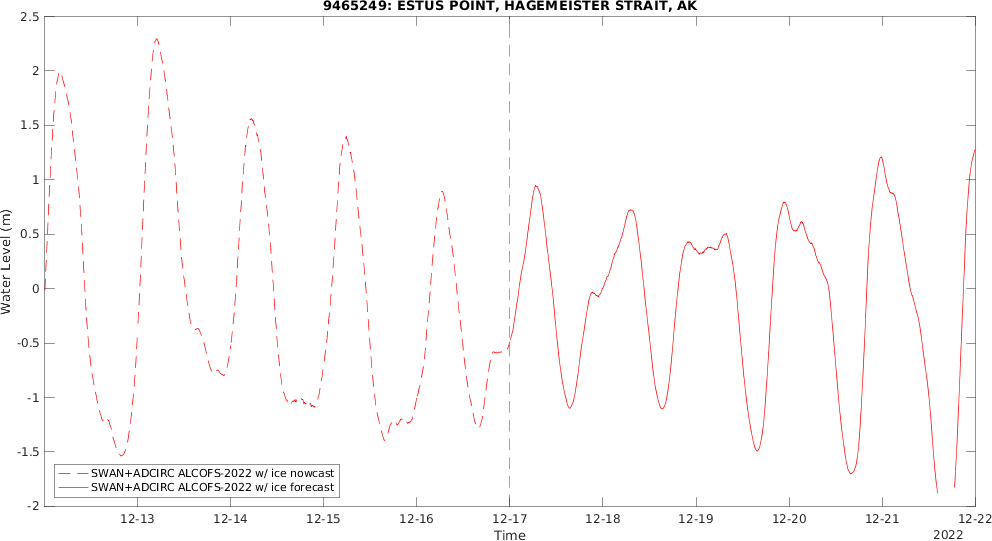 9465249: ESTUS POINT, HAGEMEISTER STRAIT, AK
2.5
2
1.5
1
0.5
0
-0.5
-1
-1.5
-2
Water Level (m)
SWAN+ADCIRC ALCOFS-2022 w/ ice nowcast
SWAN+ADCIRC ALCOFS-2022 w/ ice forecast
12-13 12-14 12-15 12-16 12-17 12-18 12-19 12-20 12-21 12-22
Time
2022